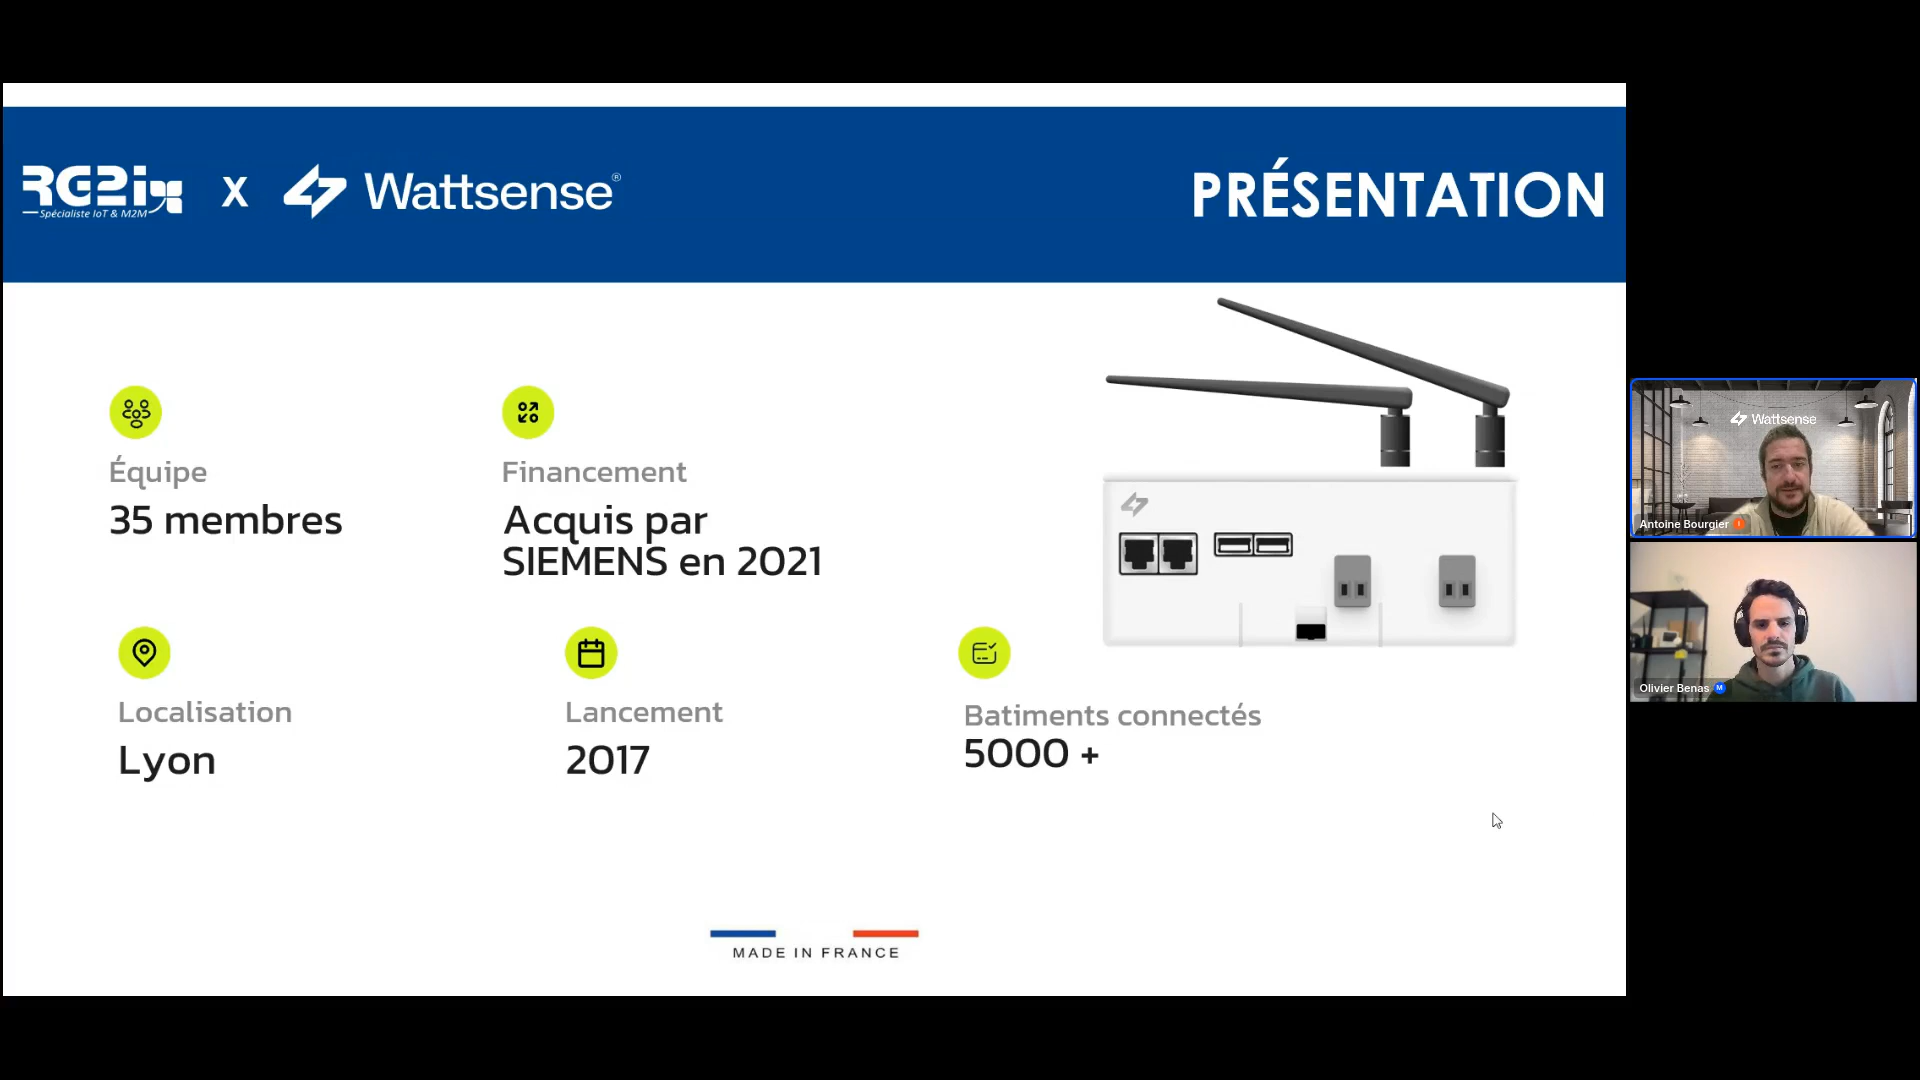 RG2i
Spécialiste IoT & M2M
X
Wattsense®
PRÉSENTATION
Équipe
35 membres
Financement
Acquis par
SIEMENS en 2021
Localisation
Lyon
Lancement
2017
Batiments connectés
5000 +
MADE IN FRANCE
Wattsense
Antoine Bourgier
Olivier Benas M